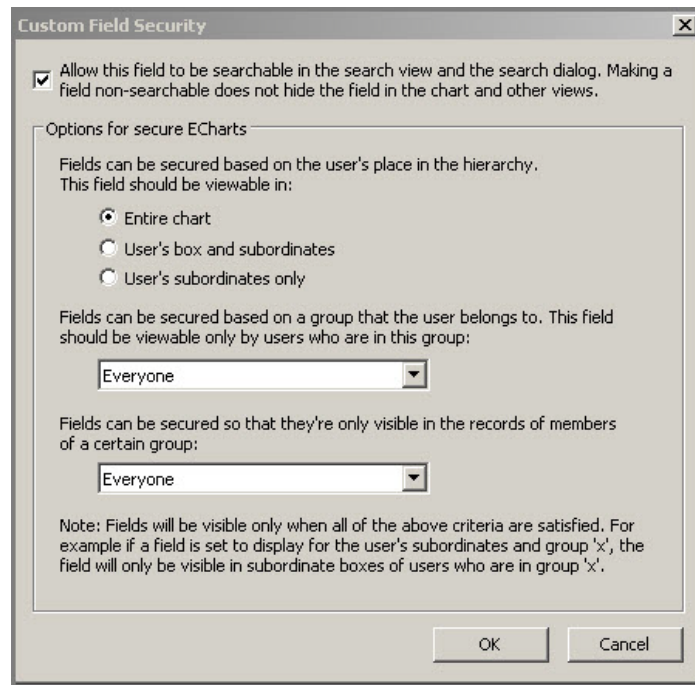 Custom Field Security
Allow this field to be searchable in the search view and the search dialog. Making a
field non-searchable does not hide the field in the chart and other views.
Options for secure ECharts
Fields can be secured based on the user's place in the hierarchy.
This field should be viewable in:
Entire chart
User's box and subordinates
User's subordinates only
Fields can be secured based on a group that the user belongs to. This field
should be viewable only by users who are in this group:
Everyone
Fields can be secured so that they're only visible in the records of members
of a certain group:
Everyone
Note: Fields will be visible only when all of the above criteria are satisfied. For
example if a field is set to display for the user's subordinates and group 'x', the
field will only be visible in subordinate boxes of users who are in group 'x'.
OK Cancel